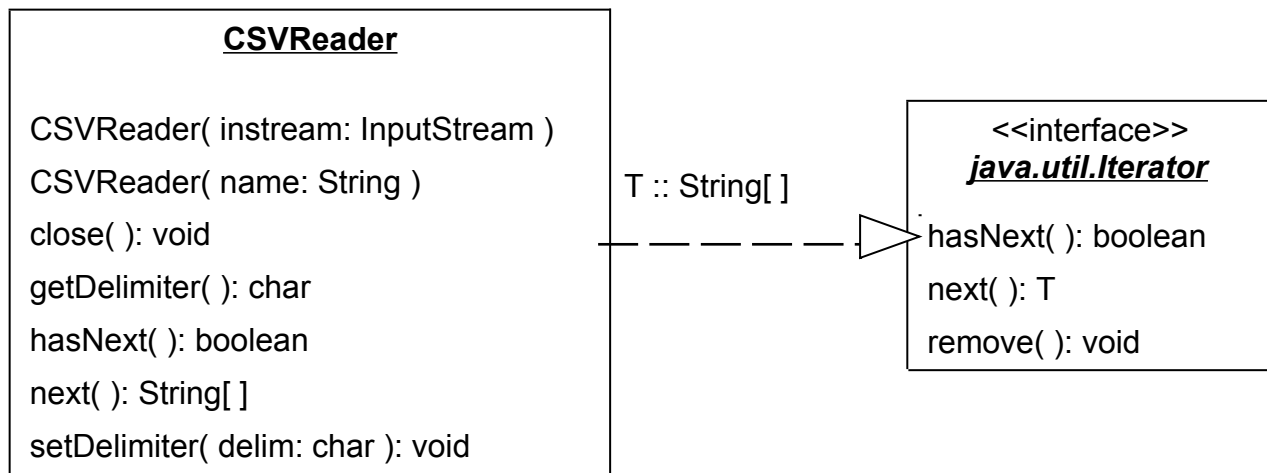 CSVReader
CSVReader( instream: InputStream )
CSVReader( name: String )
close( ): void
getDelimiter( ): char
hasNext( ): boolean
next( ): String[ ]
setDelimiter( delim: char ): void
T :: String[ ]
<<interface>>
java.util.Iterator
hasNext( ): boolean
next( ): T
remove( ): void